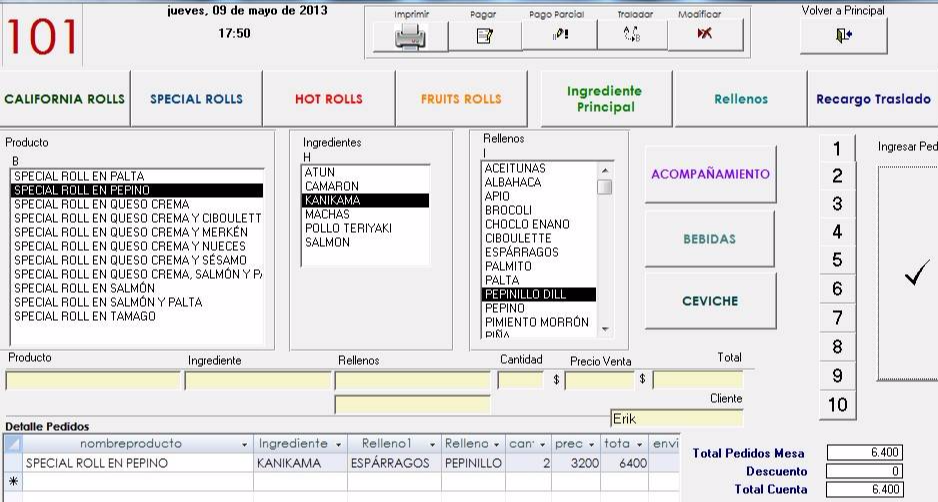 101
jueves, 09 de mayo de 2013
17:50
Imprimir
Pagar
Pago Parcial
Traladar
Modificar
Volver a Principal
CALIFORNIA ROLLS
SPECIAL ROLLS
HOT ROLLS
FRUITS ROLLS
Ingrediente
Principal
Rellenos
Recargo Traslado
Producto
B
SPECIAL ROLL EN PALTA
SPECIAL ROLL EN PEPINO
SPECIAL ROLL EN QUESO CREMA
SPECIAL ROLL EN QUESO CREMA Y CIBOULETT
SPECIAL ROLL EN QUESO CREMA Y MERKÉN
SPECIAL ROLL EN QUESO CREMA Y NUECES
SPECIAL ROLL EN QUESO CREMA Y SÉSAMO
SPECIAL ROLL EN QUESO CREMA, SALMÓN Y P
SPECIAL ROLL EN SALMÓN
SPECIAL ROLL EN SALMÓN Y PALTA
SPECIAL ROLL EN TAMAGO
Ingredientes
H
ATUN
CAMARON
KANIKAMA
MACHAS
POLLO TERIYAKI
SALMON
Rellenos
I
ACEITUNAS
ALBAHACA
APIO
BROCOLI
CHOCLO ENANO
CIBOULETTE
ESPÁRRAGOS
PALMITO
PALTA
PEPINILLO DILL
PEPINO
PIMIENTO MORRÓN
PIÑA
ACOMPAÑAMIENTO
BEBIDAS
CEVICHE
1
2
3
4
5
6
7
8
9
10
Ingresar Ped
Producto
Ingrediente
Rellenos
Cantidad
Precio Venta
Total
$
$
Cliente
Erik
Detalle Pedidos
nombreproducto Ingrediente Relleno1 Relleno can prec tota envi
SPECIAL ROLL EN PEPINO KANIKAMA ESPÁRRAGOS PEPINILLO 2 3200 6400
*
Total Pedidos Mesa 6.400
Descuento 0
Total Cuenta 6.400